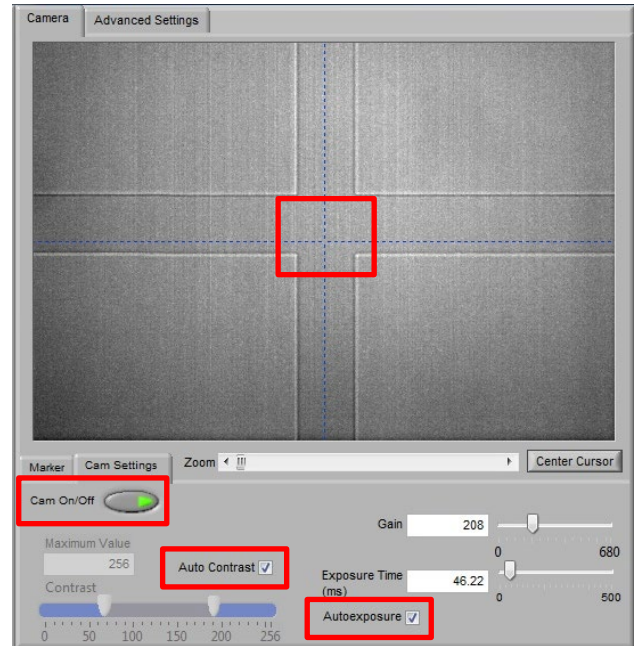 Camera Advanced Settings
Marker Cam Settings Zoom Center Cursor
Cam On/Off
Gain 208
0 680
Maximum Value
256
Auto Contrast
Exposure Time
(ms)
46.22
0 500
Contrast
Autoexposure
0 50 100 150 200 256